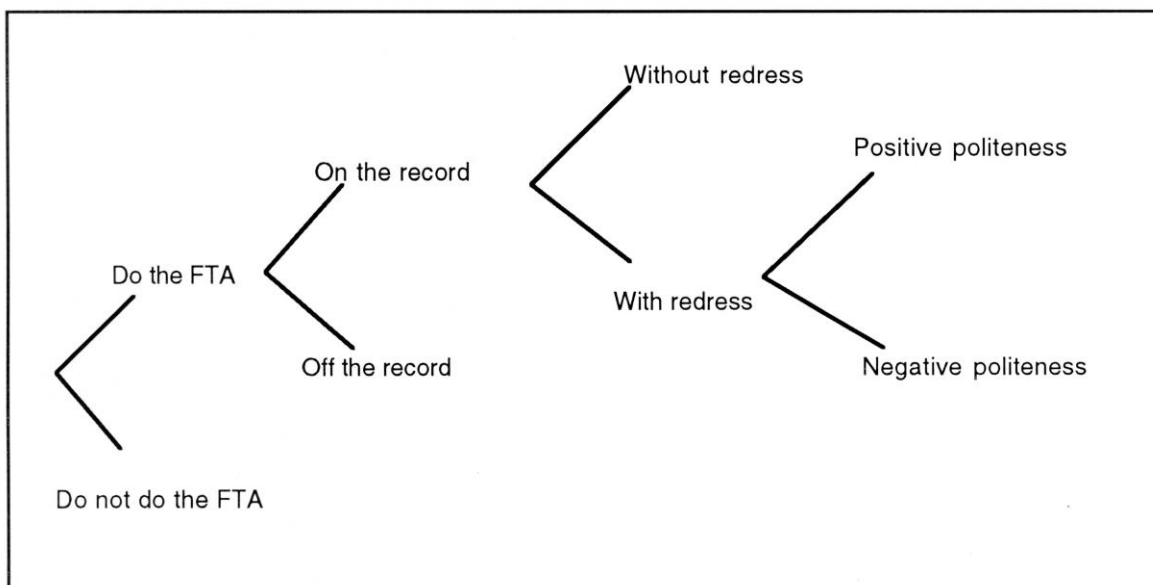 Without redress
Positive politeness
On the record
Do the FTA
With redress
Off the record
Negative politeness
Do not do the FTA